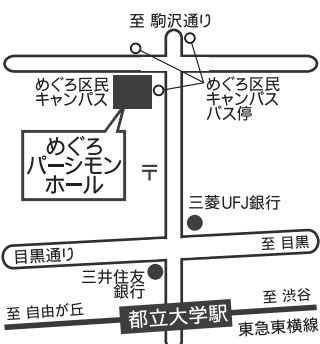 至 駒沢通り
めぐろ区民
キャンパス
めぐろ区民
キャンパス
バス停
めぐろ
パーシモン
ホール
〒
三菱UFJ銀行
至 目黒
目黒通り
三井住友
銀行
至 渋谷
都立大学駅
至 自由が丘
東急東横線